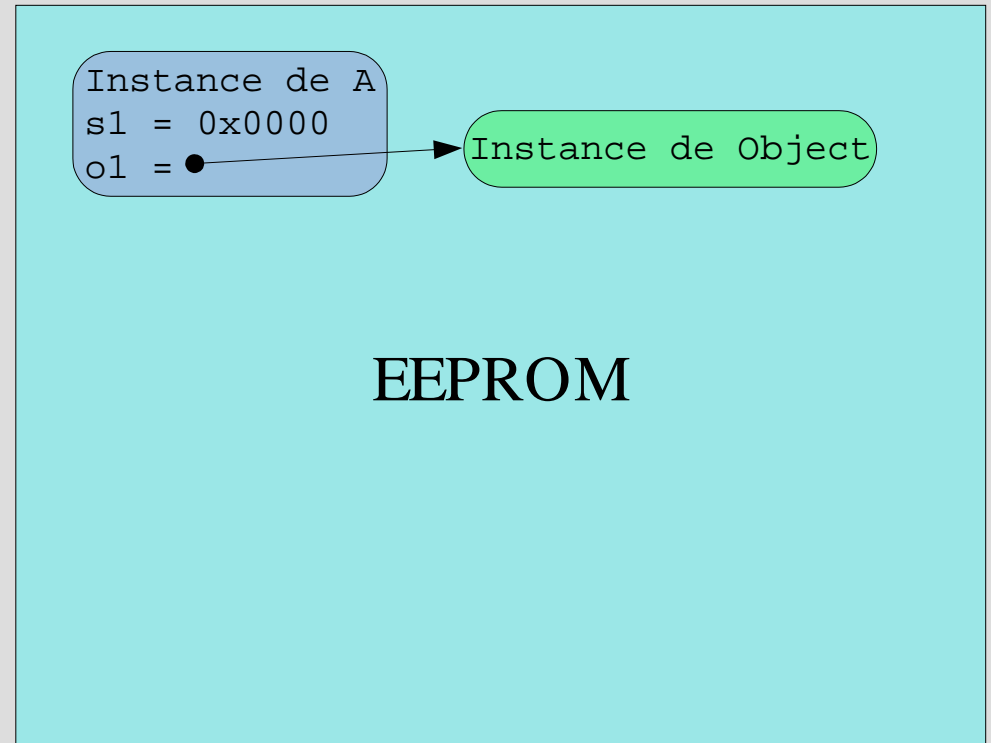 Instance de A
s1 = 0x0000
o1 =
Instance de Object
EEPROM